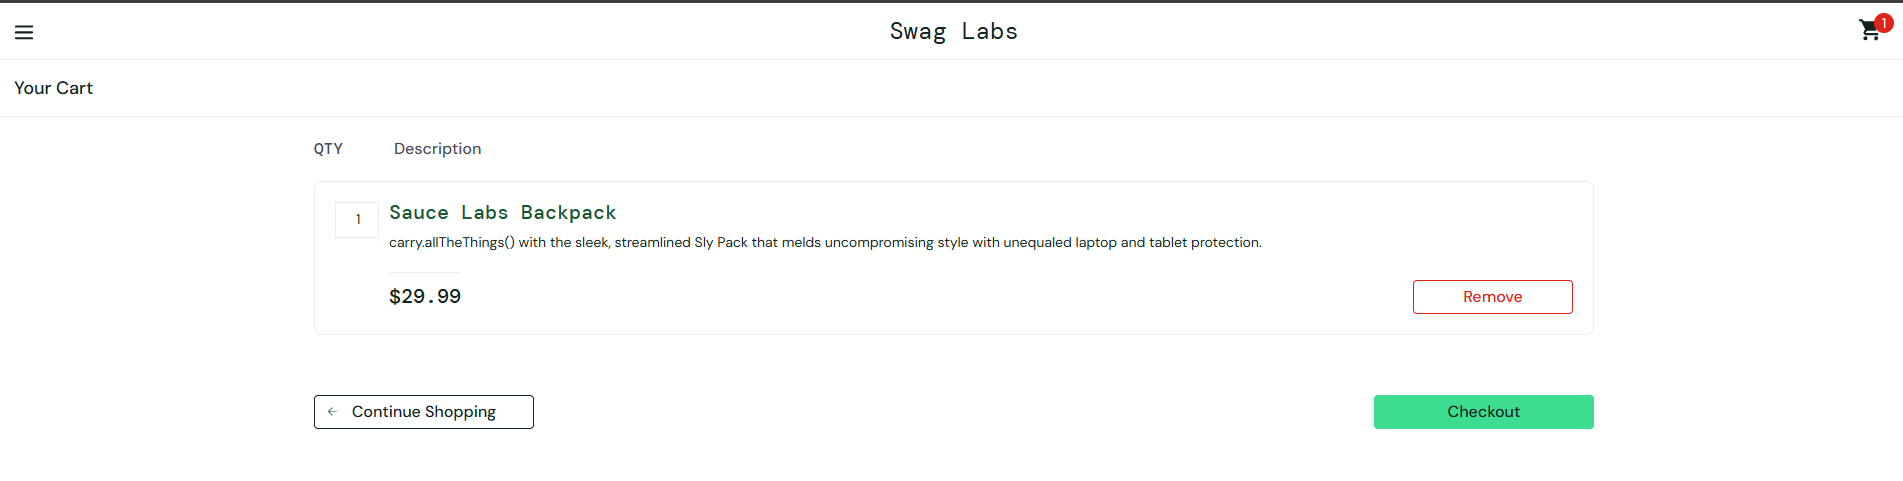 Swag Labs
1
Your Cart
QTY Description
1
Sauce Labs Backpack
carry.allTheThings() with the sleek, streamlined Sly Pack that melds uncompromising style with unequaled laptop and tablet protection.
$29.99
Remove
Continue Shopping
Checkout